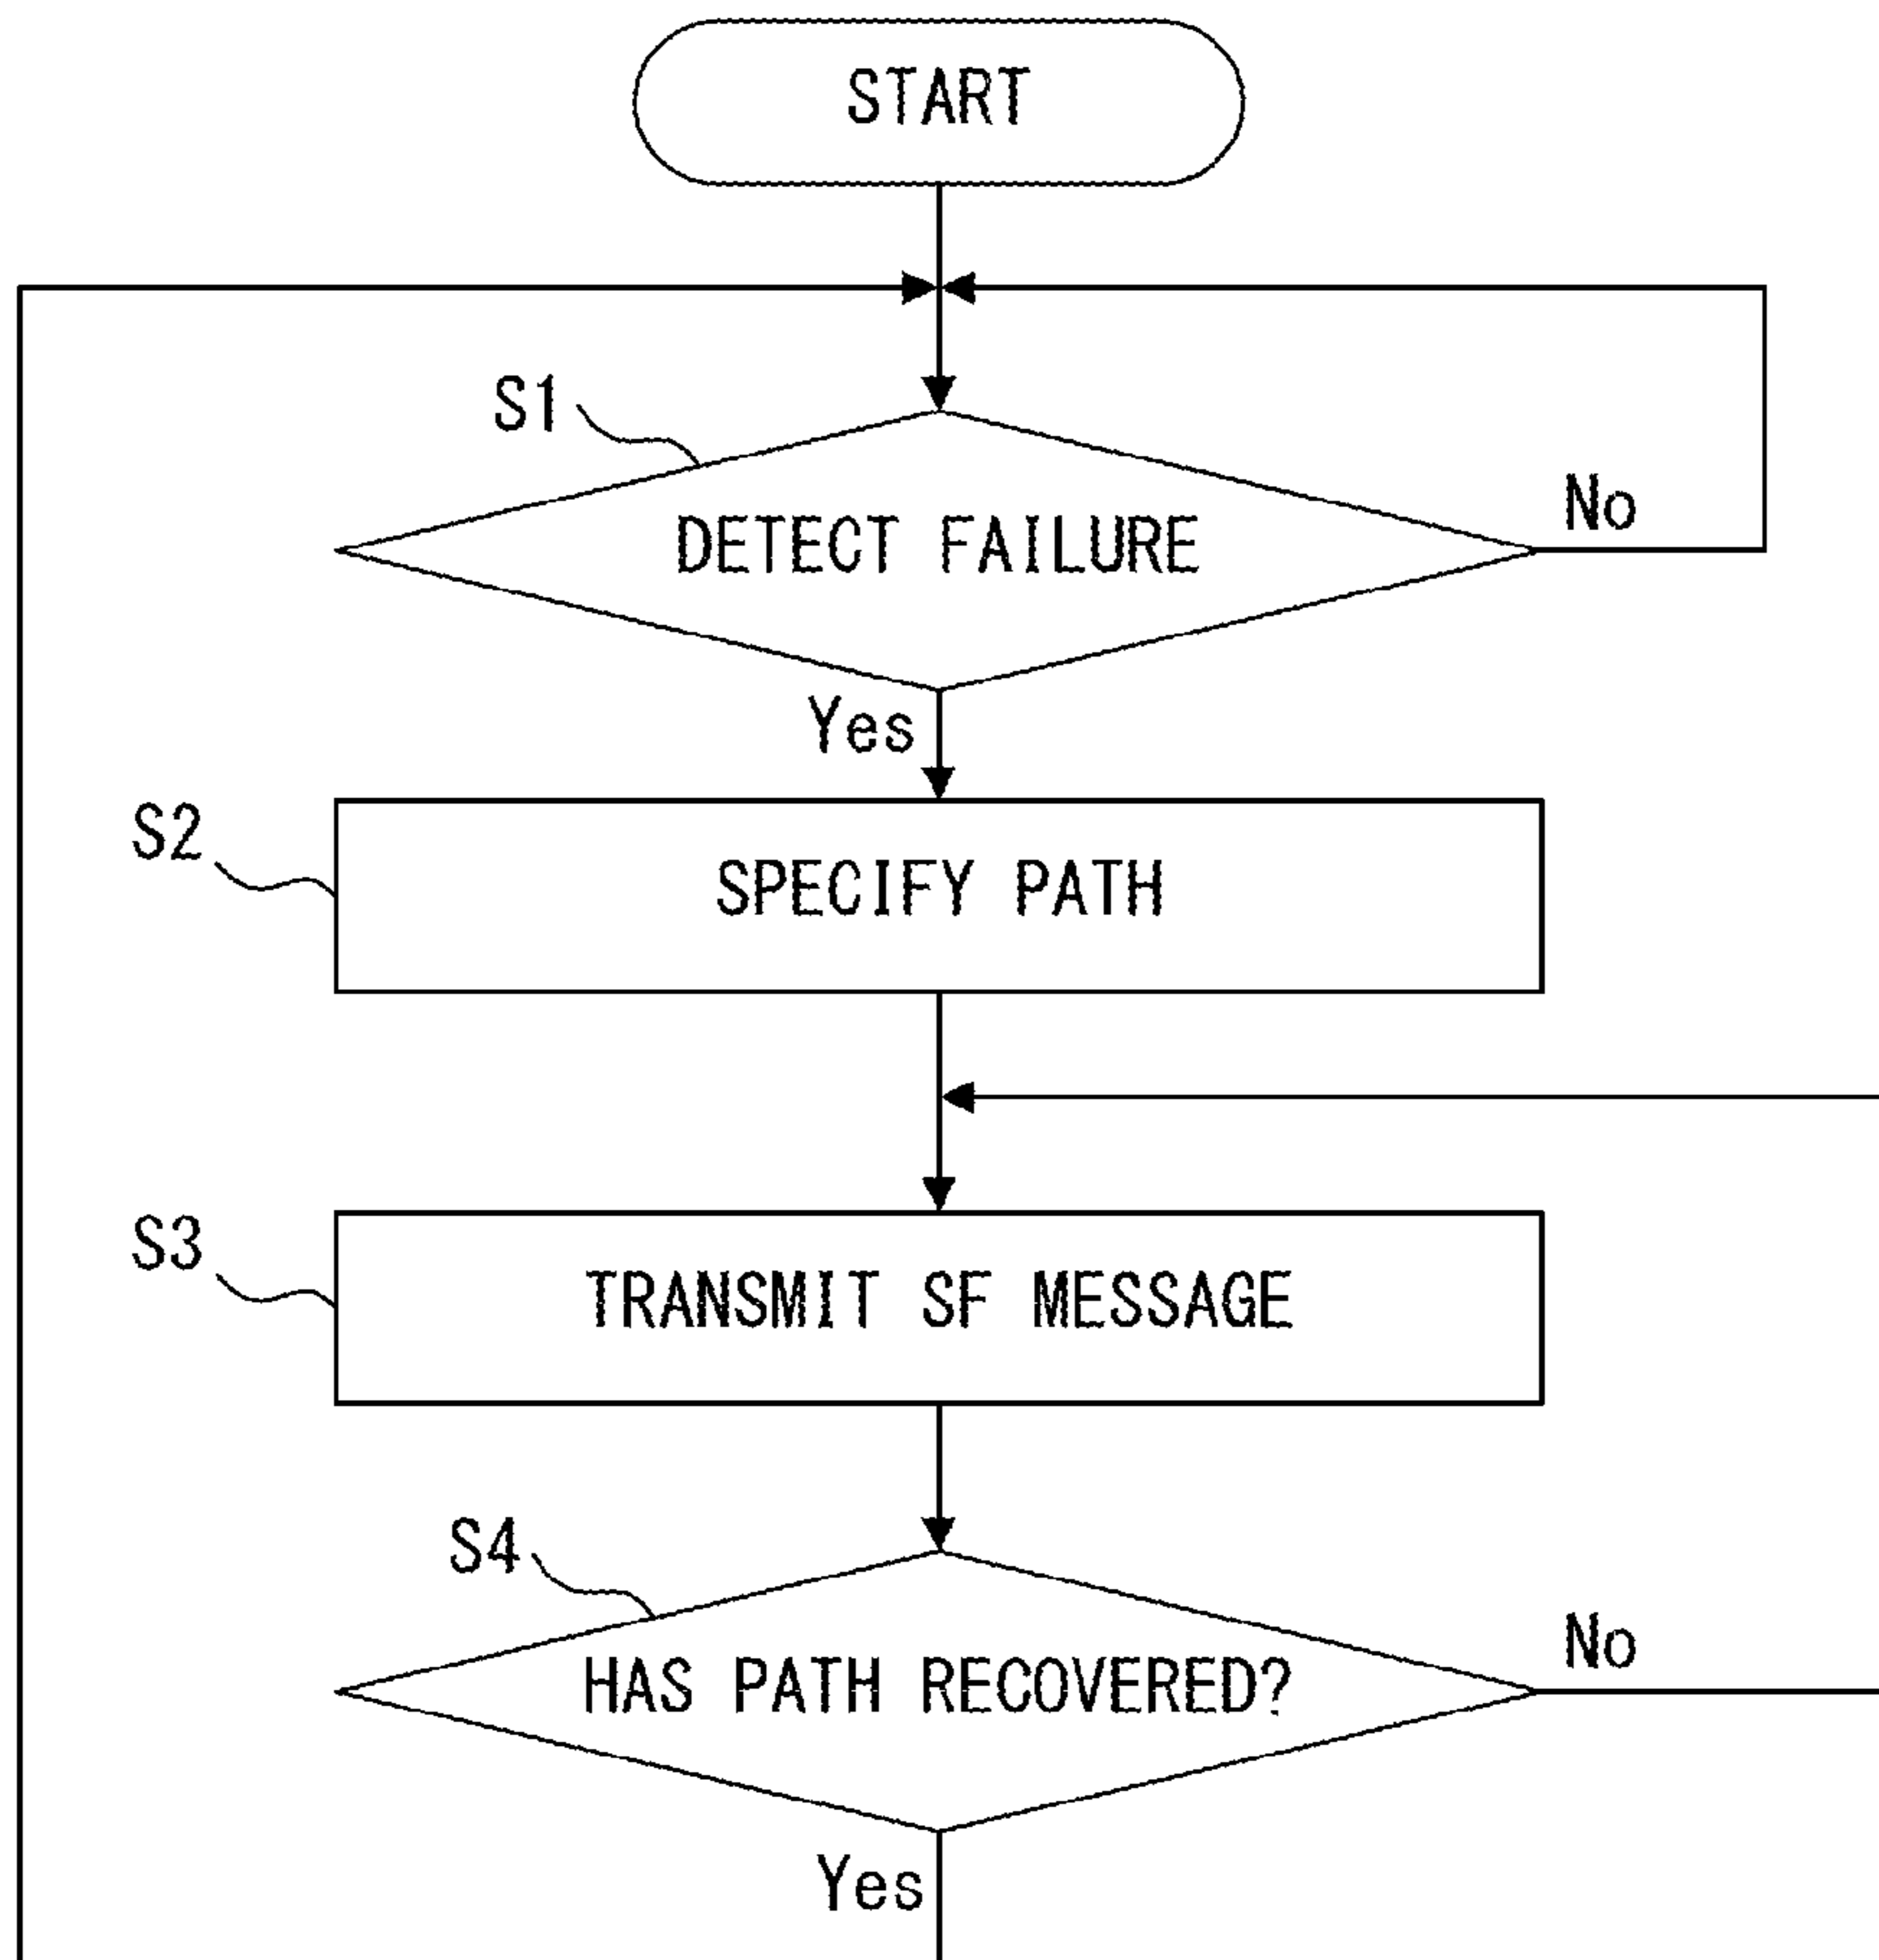 START
S1
DETECT FAILURE
No
Yes
S2
SPECIFY PATH
S3
TRANSMIT SF MESSAGE
S4
HAS PATH RECOVERED?
No
Yes